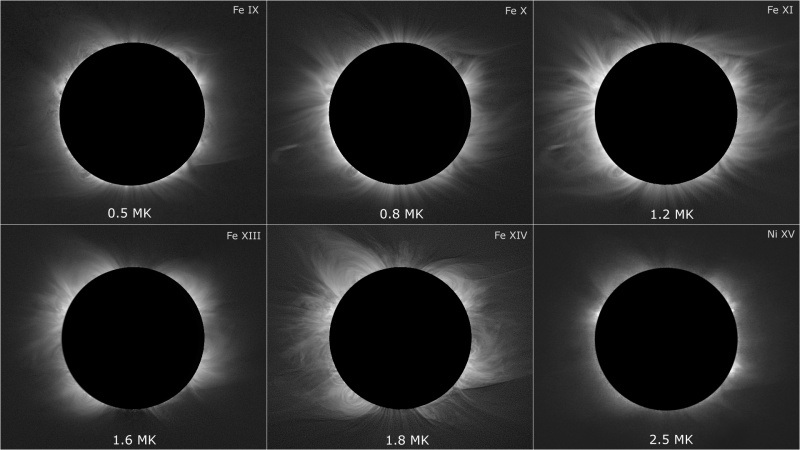 Fe IX
0.5 MK
Fe X
0.8 MK
Fe XI
1.2 MK
Fe XIII
1.6 MK
Fe XIV
1.8 MK
Ni XV
2.5 MK